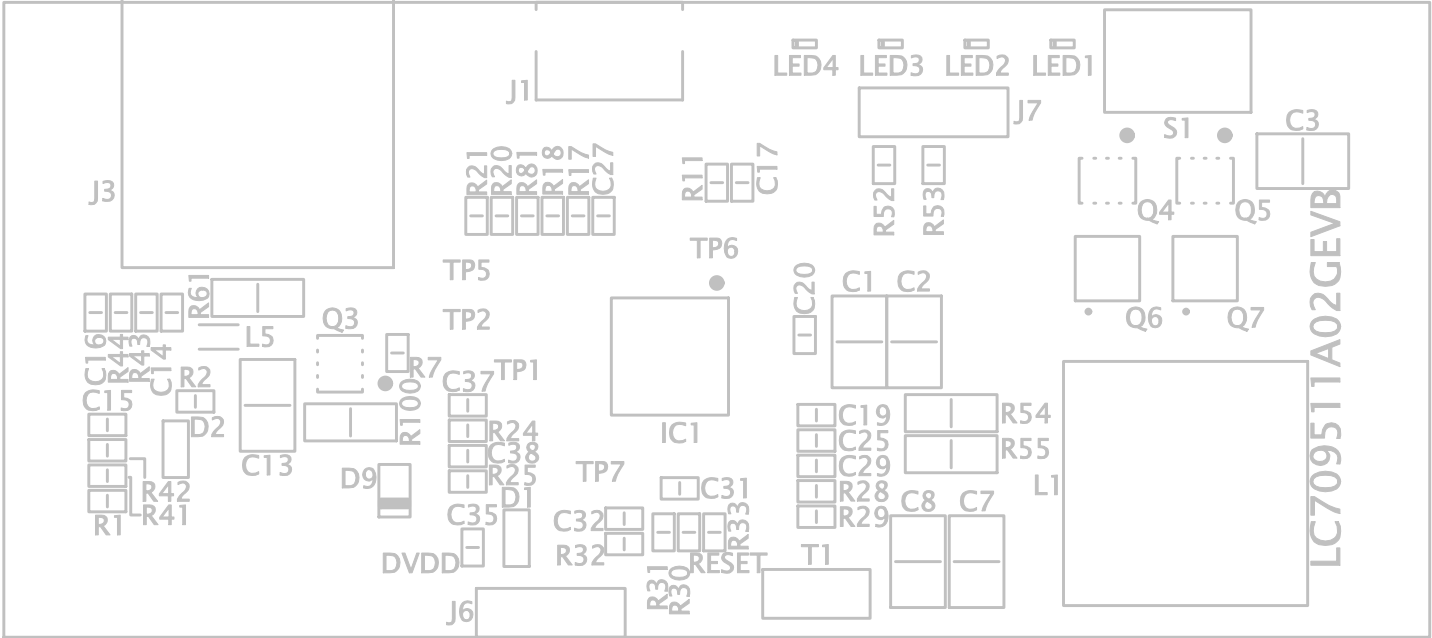 LED4 LED3 LED2 LED1
J1
J7
S1
C3
R21 R20 R81 R18 R17 C27
R11 C17
J3
R52 R53
Q4 Q5
TP6
TP5
R61
C20
C1 C2
Q3
TP2
L5
Q6 Q7
LC709511A02GEVB
C16 R44 R43 C14
R7
TP1
R2
C37
C15
R100
D2
R24
IC1
C19
R54
C38
C25
R55
C13
D9
R25
TP7
C29
L1
R42
D1
C31
R28
R41
R1
C35
C32
R33
R29
C8 C7
DVDD
R32
RESET
T1
R31 R30
J6